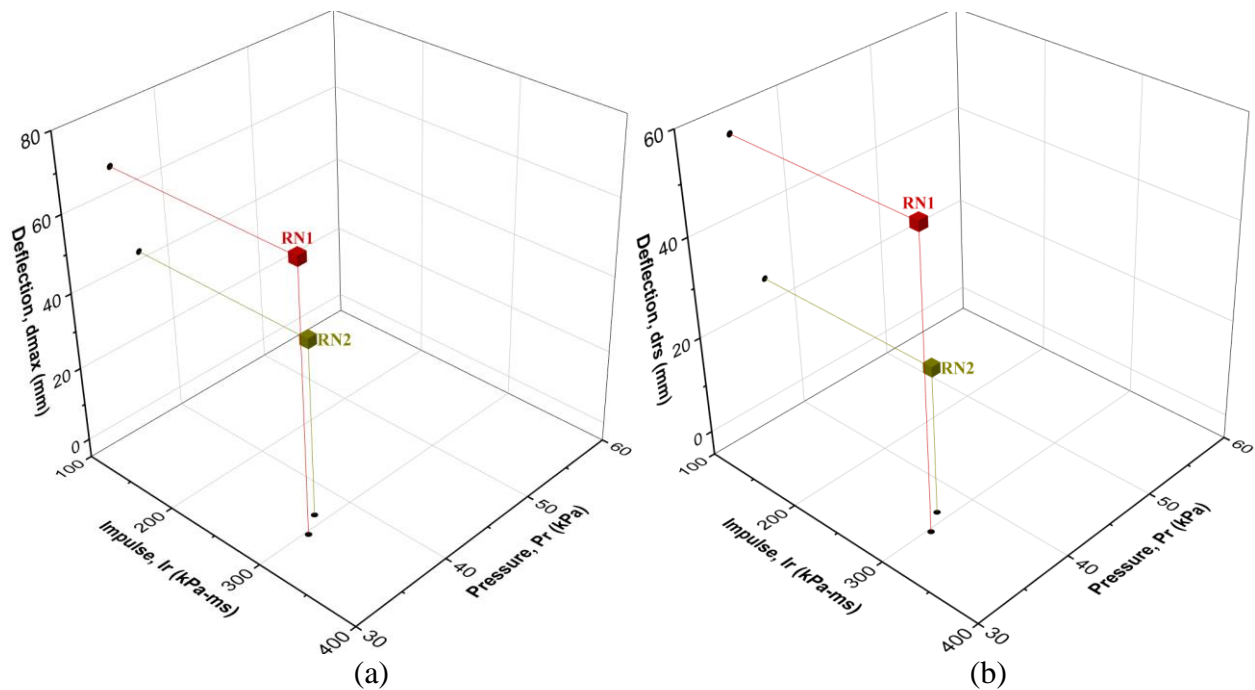 80
60
40
20
0
Deflection, dmax (mm)
100
200
300
400
Impulse, Ir (kPa-ms)
30
40
50
60
Pressure, Pr (kPa)
RN1
RN2
(a)
60
40
20
0
Deflection, drs (mm)
100
200
300
400
Impulse, Ir (kPa-ms)
30
40
50
60
Pressure, Pr (kPa)
RN1
RN2
(b)